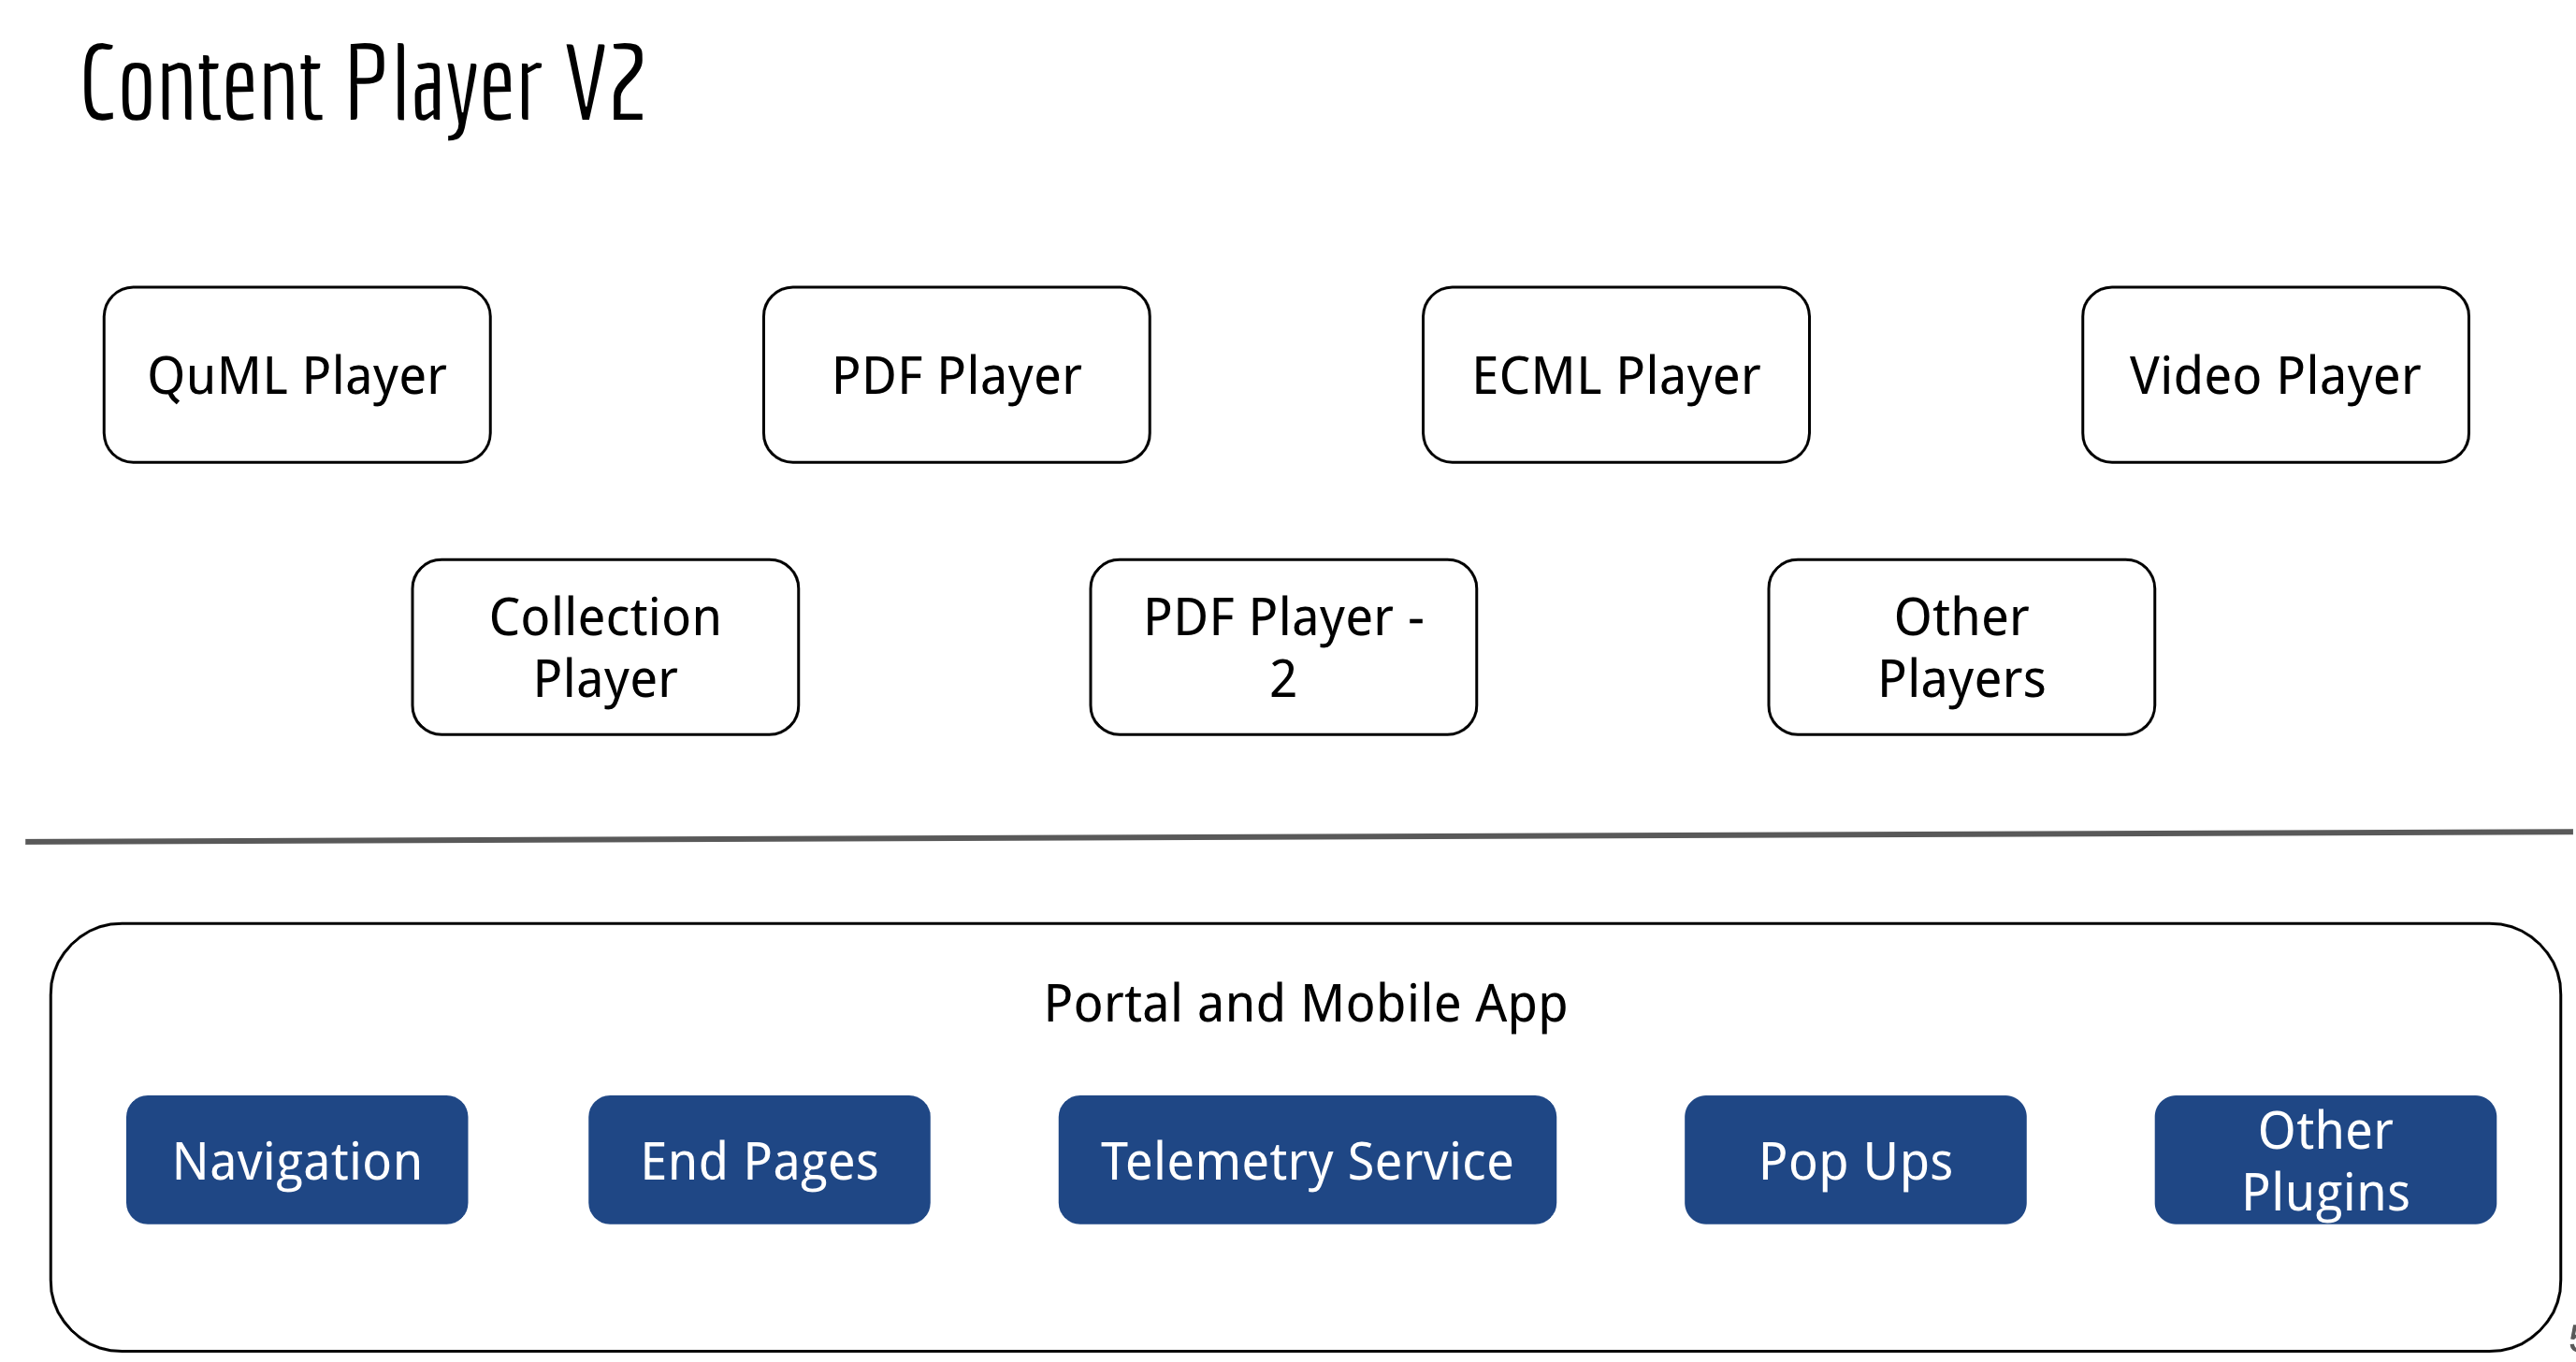 Content Player V2
QuML Player
PDF Player
ECML Player
Video Player
Collection
Player
PDF Player -
2
Other
Players
Portal and Mobile App
Navigation
End Pages
Telemetry Service
Pop Ups
Other
Plugins